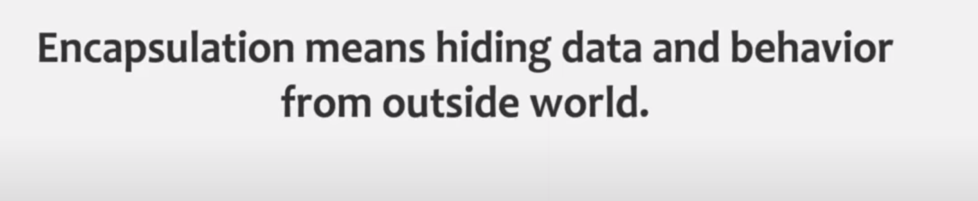 Encapsulation means hiding data and behavior
from outside world.